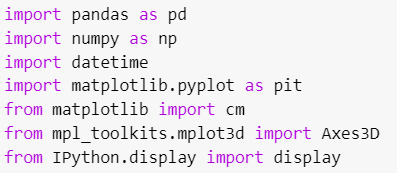 import pandas as pd
import numpy as np
import datetime
import matplotlib.pyplot as pit
from matplotlib import cm
from mpl_toolkits.mplot3d import Axes3D
from IPython.display import display